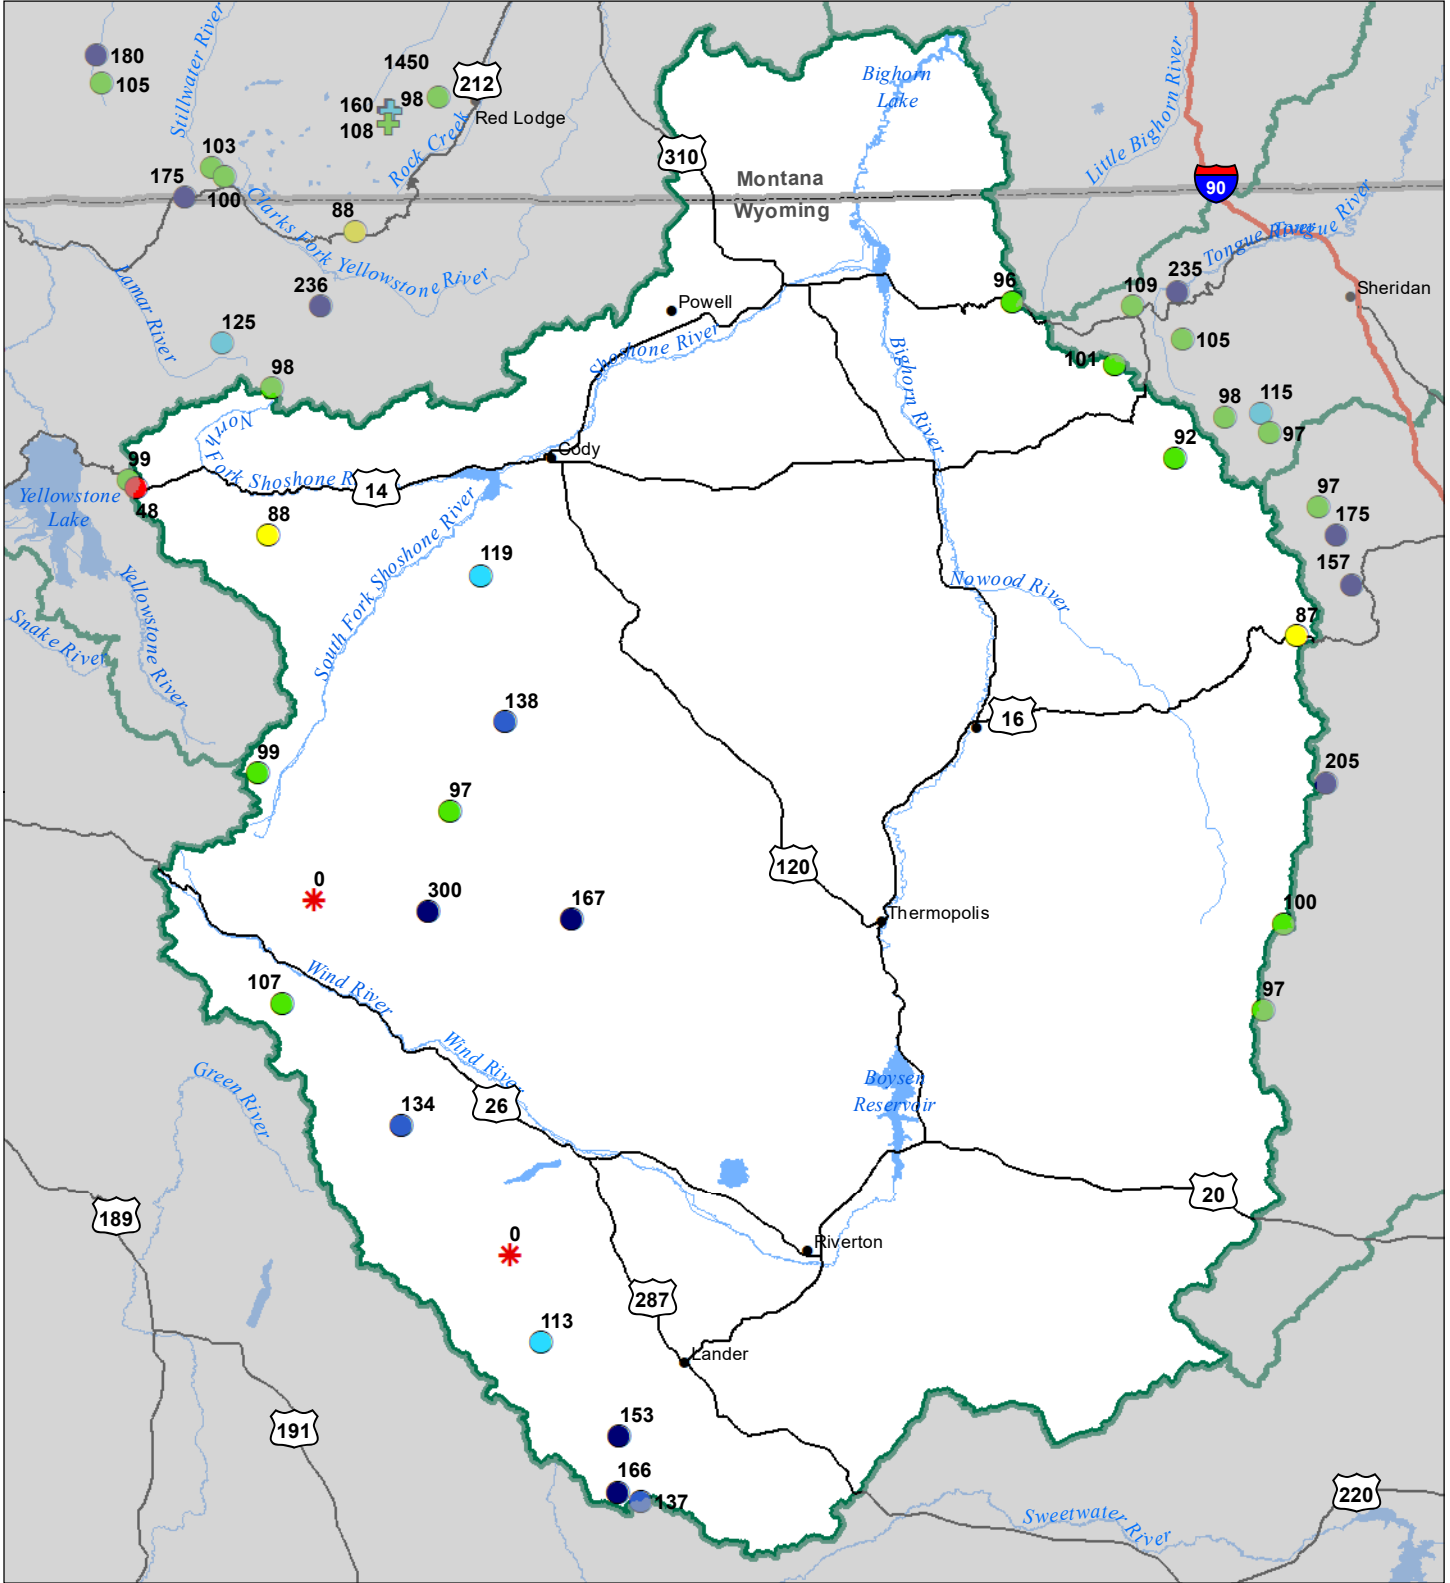 180
105
Stillwater River
1450
160
98
108
212
Red Lodge
Rock Creek
Bighorn
Lake
Little Bighorn River
90
310
Montana
Wyoming
103
175
100
88
Clarks Fork Yellowstone River
Tongue River
Tongue River
236
125
98
Lamar River
Powell
Shoshone River
96
109
235
Sheridan
105
101
Bighorn River
98
115
97
92
North
Fork Shoshone R
14
Cody
99
48
Yellowstone
Lake
88
119
South Fork Shoshone River
97
175
157
87
Nowood River
Yellowstone River
Snake River
138
16
99
97
205
120
0
300
167
Thermopolis
100
107
97
Wind River
Wind River
26
Boysen
Reservoir
Green River
134
189
20
0
Riverton
287
113
Lander
191
153
166
137
220
Sweetwater River